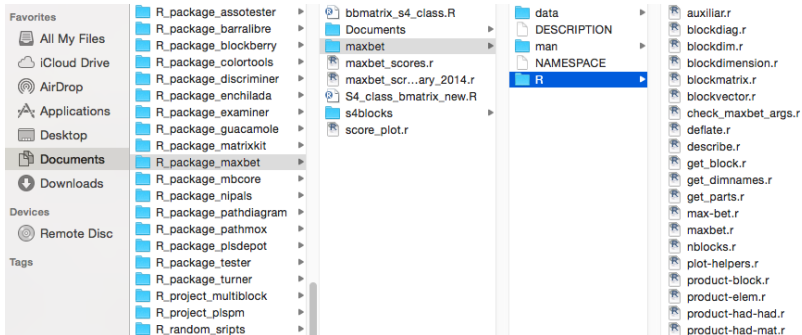 Favorites
All My Files
iCloud Drive
AirDrop
Applications
Desktop
Documents
Downloads
Devices
Remote Disc
Tags
R_package_assotester
R_package_barralibre
R_package_blockberry
R_package_colortools
R_package_discriminer
R_package_enchilada
R_package_examiner
R_package_guacamole
R_package_matrixkit
R_package_maxbet
R_package_mbcore
R_package_nipals
R_package_pathdiagram
R_package_pathmox
R_package_plsdepot
R_package_tester
R_package_turner
R_project_multiblock
R_project_plspm
R_random_sripts
bbmatrix_s4_class.R
Documents
maxbet
maxbet_scores.r
maxbet_scr...ary_2014.r
S4_class_bmatrix_new.R
s4blocks
score_plot.r
data
DESCRIPTION
man
NAMESPACE
R
auxiliar.r
blockdiag.r
blockdim.r
blockdimension.r
blockmatrix.r
blockvector.r
check_maxbet_args.r
deflate.r
describe.r
get_block.r
get_dimnames.r
get_parts.r
max-bet.r
maxbet.r
nblocks.r
plot-helpers.r
product-block.r
product-elem.r
product-had-had.r
product-had-mat.r